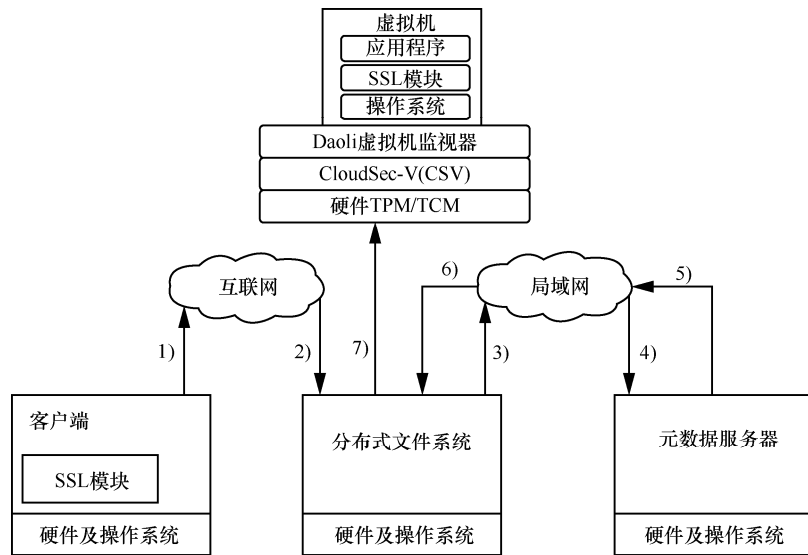 虚拟机
应用程序
SSL模块
操作系统
Daoli虚拟机监视器
CloudSec-V(CSV)
硬件TPM/TCM
互联网
6)
局域网
5)
1)
2)
7)
3)
4)
客户端
SSL模块
硬件及操作系统
分布式文件系统
硬件及操作系统
元数据服务器
硬件及操作系统